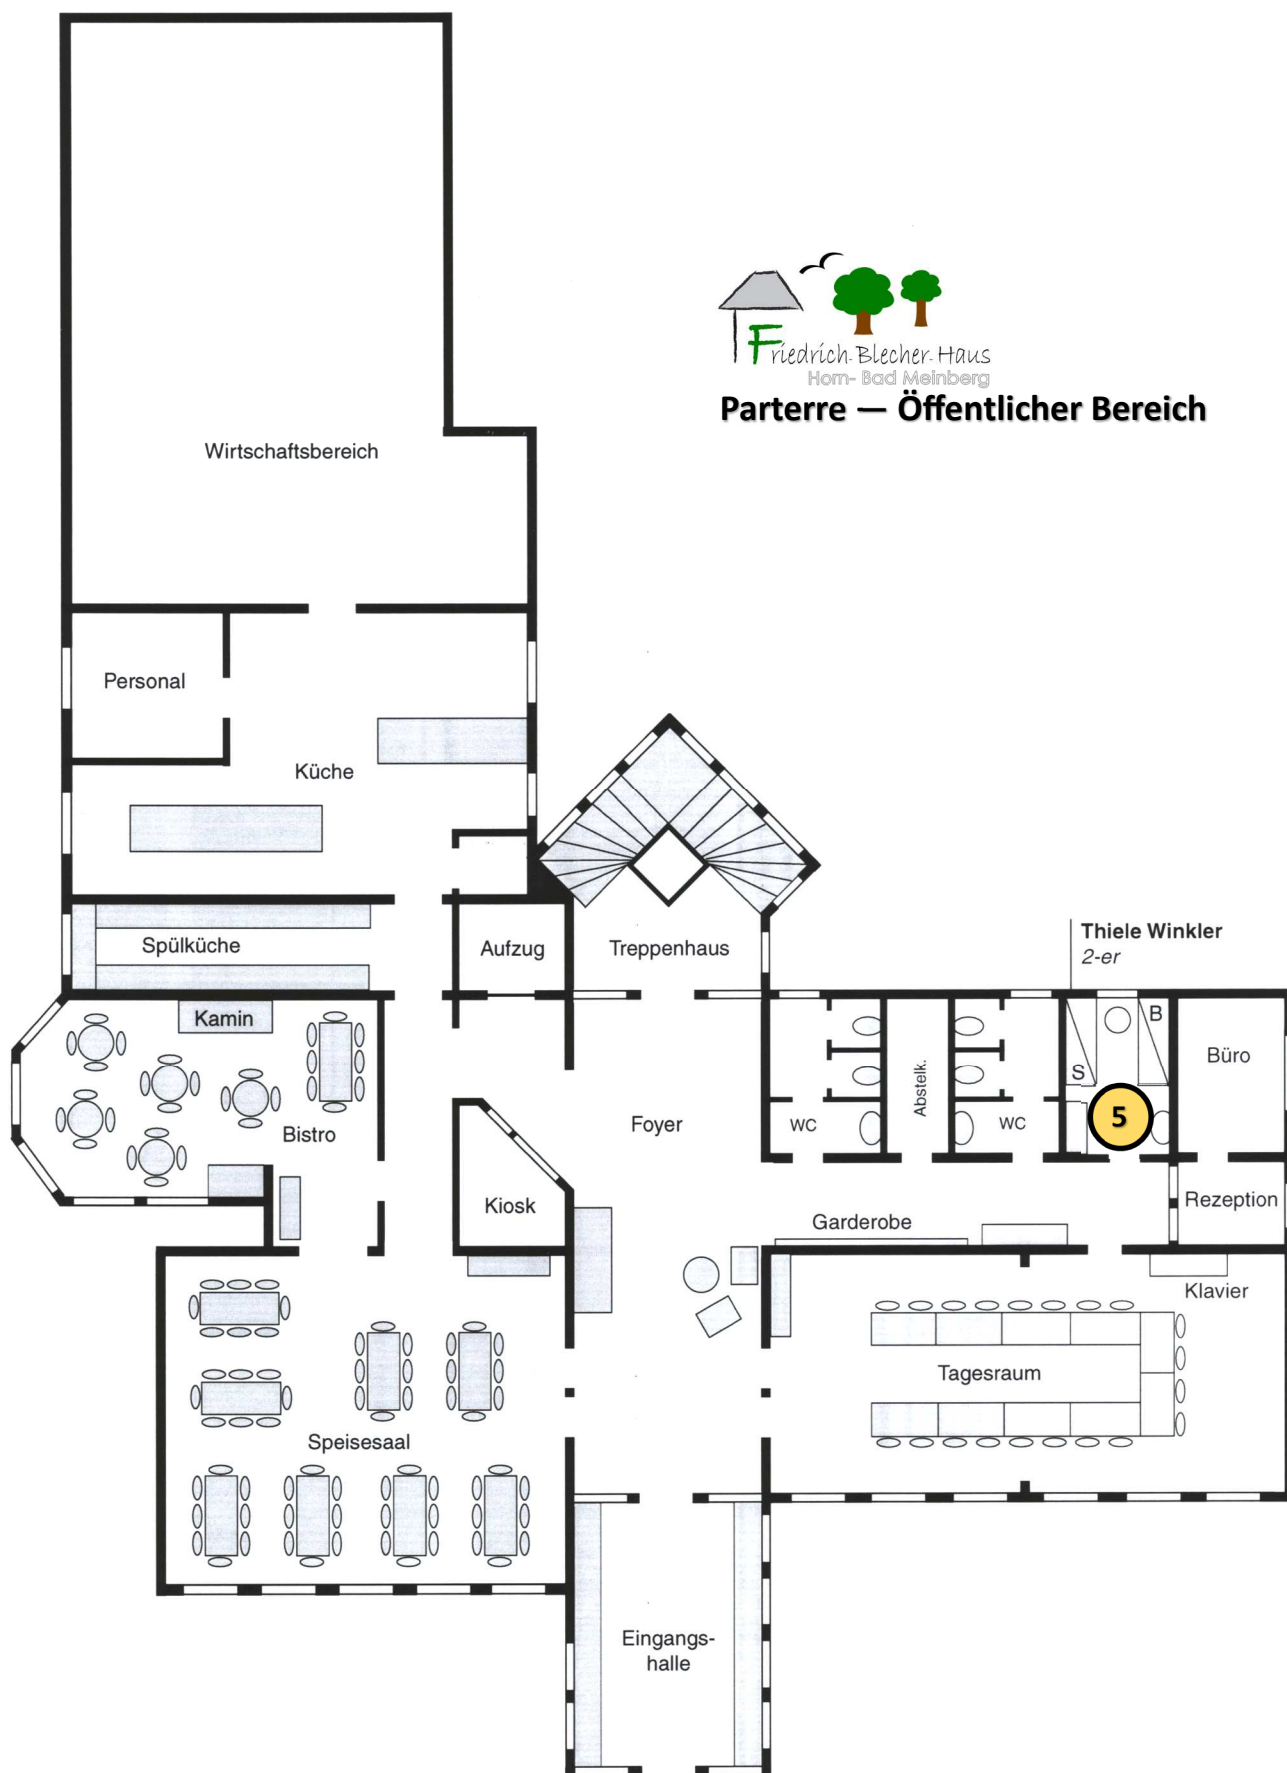 Friedrich-Blecher-Haus
Horn- Bad Meinberg
Parterre — Öffentlicher Bereich
Wirtschaftsbereich
Personal
Küche
Spülküche
Aufzug
Treppenhaus
Thiele Winkler
2-er
Kamin
Bistro
Foyer
WC
Abstelk.
WC
S
B
5
Büro
Kiosk
Garderobe
Rezeption
Klavier
Tagesraum
Speisesaal
Eingangs-
halle